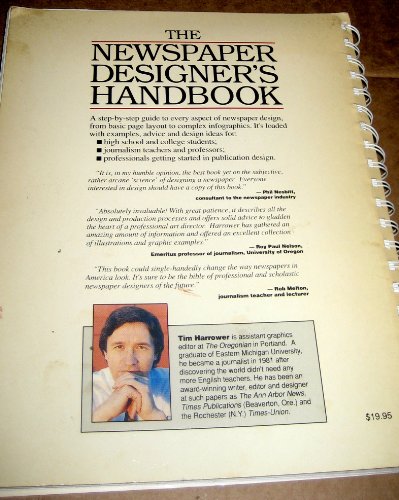 THE
NEWSPAPER
DESIGNER'S
HANDBOOK
A step-by-step guide to every aspect of newspaper design,
from basic page layout to complex infographics. It's loaded
with examples, advice and design ideas for:
■ high school and college students;
■ journalism teachers and professors;
■ professionals getting started in publication design.
"It is, in my humble opinion, the best book yet on the subjective,
rather arcane 'science' of designing a newspaper. Everyone
interested in design should have a copy of this book."
— Phil Nesbitt,
consultant to the newspaper industry
"Absolutely invaluable! With great patience, it describes all the
design and production processes and offers solid advice to gladden
the heart of a professional art director. Harrower has gathered an
amazing amount of information and offered an excellent collection
of illustrations and graphic examples."
— Roy Paul Nelson,
Emeritus professor of journalism, University of Oregon
"This book could single-handedly change the way newspapers in
America look. It's sure to be the bible of professional and scholastic
newspaper designers of the future."
— Rob Melton,
journalism teacher and lecturer
Tim Harrower is assistant graphics
editor at The Oregonian in Portland. A
graduate of Eastern Michigan University,
he became a journalist in 1981 after
discovering the world didn't need any
more English teachers. He has been an
award-winning writer, editor and designer
at such papers as The Ann Arbor News,
Times Publications (Beaverton, Ore.) and
the Rochester (N.Y.) Times-Union.
$19.95